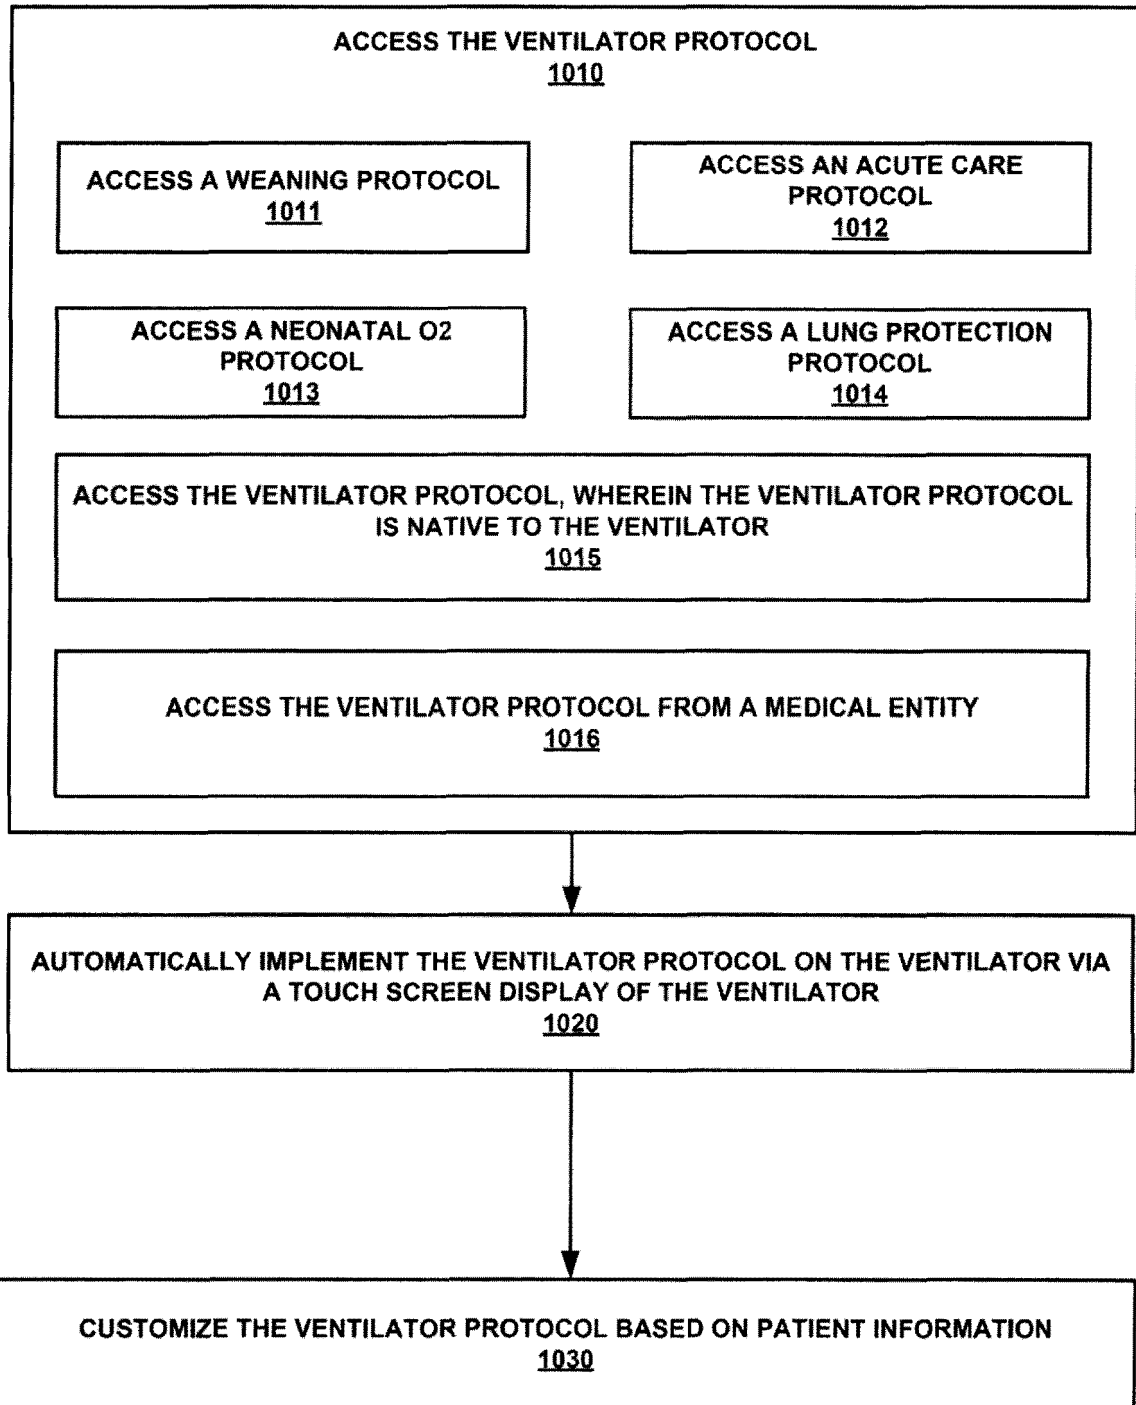 ACCESS THE VENTILATOR PROTOCOL
1010
ACCESS A WEANING PROTOCOL
1011
ACCESS AN ACUTE CARE
PROTOCOL
1012
ACCESS A NEONATAL O2
PROTOCOL
1013
ACCESS A LUNG PROTECTION
PROTOCOL
1014
ACCESS THE VENTILATOR PROTOCOL, WHEREIN THE VENTILATOR PROTOCOL
IS NATIVE TO THE VENTILATOR
1015
ACCESS THE VENTILATOR PROTOCOL FROM A MEDICAL ENTITY
1016
AUTOMATICALLY IMPLEMENT THE VENTILATOR PROTOCOL ON THE VENTILATOR VIA
A TOUCH SCREEN DISPLAY OF THE VENTILATOR
1020
CUSTOMIZE THE VENTILATOR PROTOCOL BASED ON PATIENT INFORMATION
1030